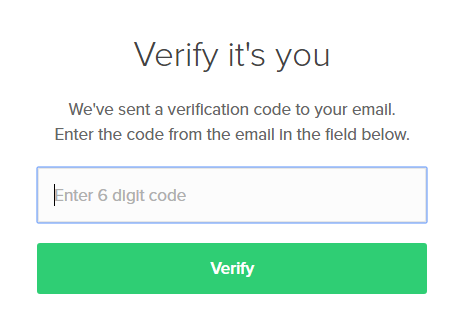 Verify it's you
We've sent a verification code to your email.
Enter the code from the email in the field below.
Enter 6 digit code
Verify